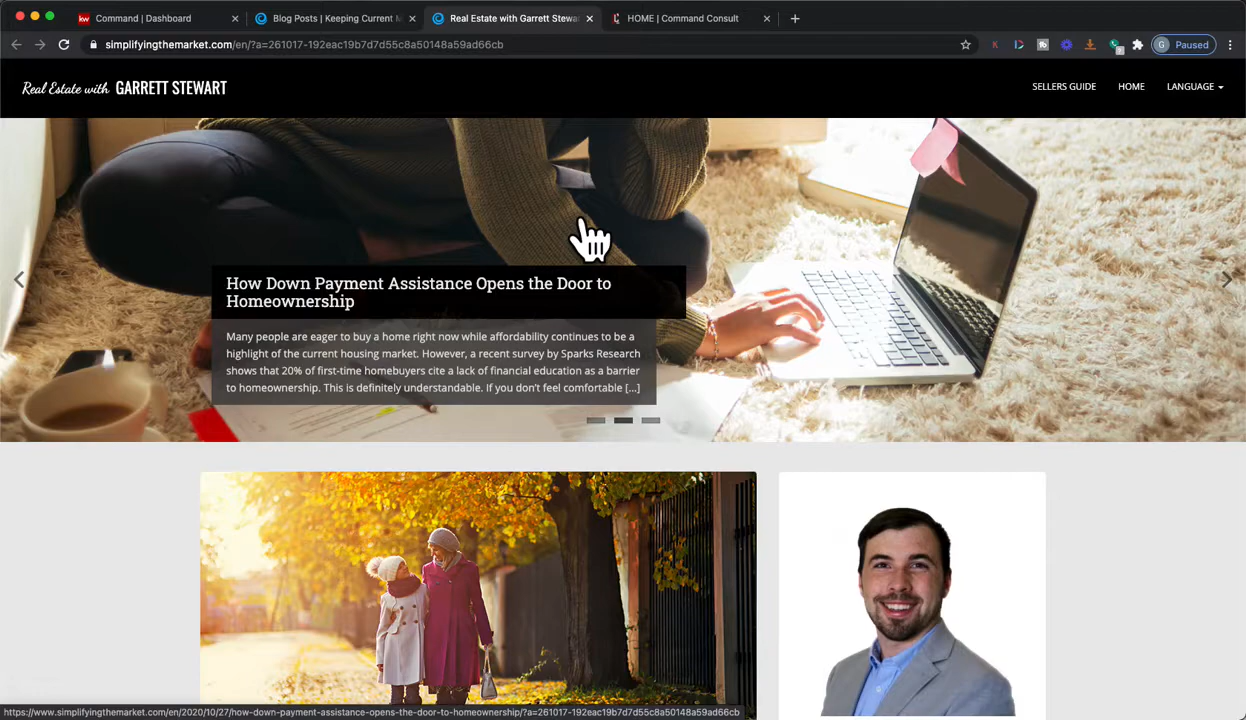 Command | Dashboard
Blog Posts | Keeping Current M
Real Estate with Garrett Stewar
HOME | Command Consult
simplifyingthemarket.com/en/?a=261017-192eac19b7d7d55c8a50148a59ad66cb
G Paused
Real Estate with GARRETT STEWART
SELLERS GUIDE
HOME
LANGUAGE
How Down Payment Assistance Opens the Door to
Homeownership
Many people are eager to buy a home right now while affordability continues to be a
highlight of the current housing market. However, a recent survey by Sparks Research
shows that 20% of first-time homebuyers cite a lack of financial education as a barrier
to homeownership. This is definitely understandable. If you don't feel comfortable [...]
https://www.simplifyingthemarket.com/en/2020/10/27/how-down-payment-assistance-opens-the-door-to-homeownership/?a=261017-192eac19b7d7d55c8a50148a59ad66cb